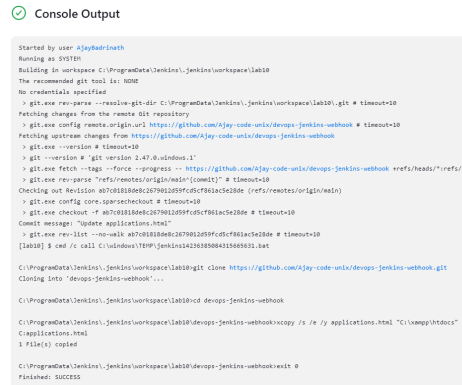 Console Output
Started by user AjayBadrinath
Running as SYSTEM
Building in workspace C:\ProgramData\Jenkins\.jenkins\workspace\lab10
The recommended git tool is: NONE
No credentials specified
> git.exe rev-parse --resolve-git-dir C:\ProgramData\Jenkins\.jenkins\workspace\lab10\.git # timeout=10
Fetching changes from the remote Git repository
> git.exe config remote.origin.url https://github.com/Ajay-code-unix/devops-jenkins-webhook # timeout=10
Fetching upstream changes from https://github.com/Ajay-code-unix/devops-jenkins-webhook
> git.exe --version # timeout=10
> git --version # 'git version 2.47.0.windows.1'
> git.exe fetch --tags --force --progress -- https://github.com/Ajay-code-unix/devops-jenkins-webhook +refs/heads/*:refs/
> git.exe rev-parse "refs/remotes/origin/main^{commit}" # timeout=10
Checking out Revision ab7c01818de8c2679012d59fcd5cf861ac5e28de (refs/remotes/origin/main)
> git.exe config core.sparsecheckout # timeout=10
> git.exe checkout -f ab7c01818de8c2679012d59fcd5cf861ac5e28de # timeout=10
Commit message: "Update applications.html"
> git.exe rev-list --no-walk ab7c01818de8c2679012d59fcd5cf861ac5e28de # timeout=10
[lab10] $ cmd /c call C:\windows\TEMP\jenkins14236385084315665631.bat
C:\ProgramData\Jenkins\.jenkins\workspace\lab10>git clone https://github.com/Ajay-code-unix/devops-jenkins-webhook.git
Cloning into 'devops-jenkins-webhook'...
C:\ProgramData\Jenkins\.jenkins\workspace\lab10>cd devops-jenkins-webhook
C:\ProgramData\Jenkins\.jenkins\workspace\lab10\devops-jenkins-webhook>xcopy /s /e /y applications.html "C:\xampp\htdocs"
C:applications.html
1 File(s) copied
C:\ProgramData\Jenkins\.jenkins\workspace\lab10\devops-jenkins-webhook>exit 0
Finished: SUCCESS